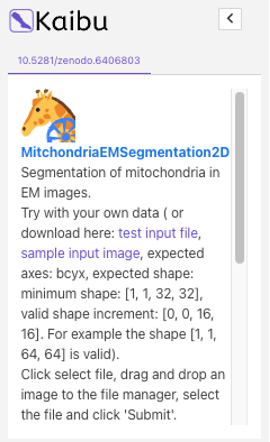 Kaibu
10.5281/zenodo.6406803
MitchondriaEMSegmentation2D
Segmentation of mitochondria in
EM images.
Try with your own data ( or
download here: test input file,
sample input image, expected
axes: bcyx, expected shape:
minimum shape: [1, 1, 32, 32],
valid shape increment: [0, 0, 16,
16]. For example the shape [1, 1,
64, 64] is valid).
Click select file, drag and drop an
image to the file manager, select
the file and click 'Submit'.